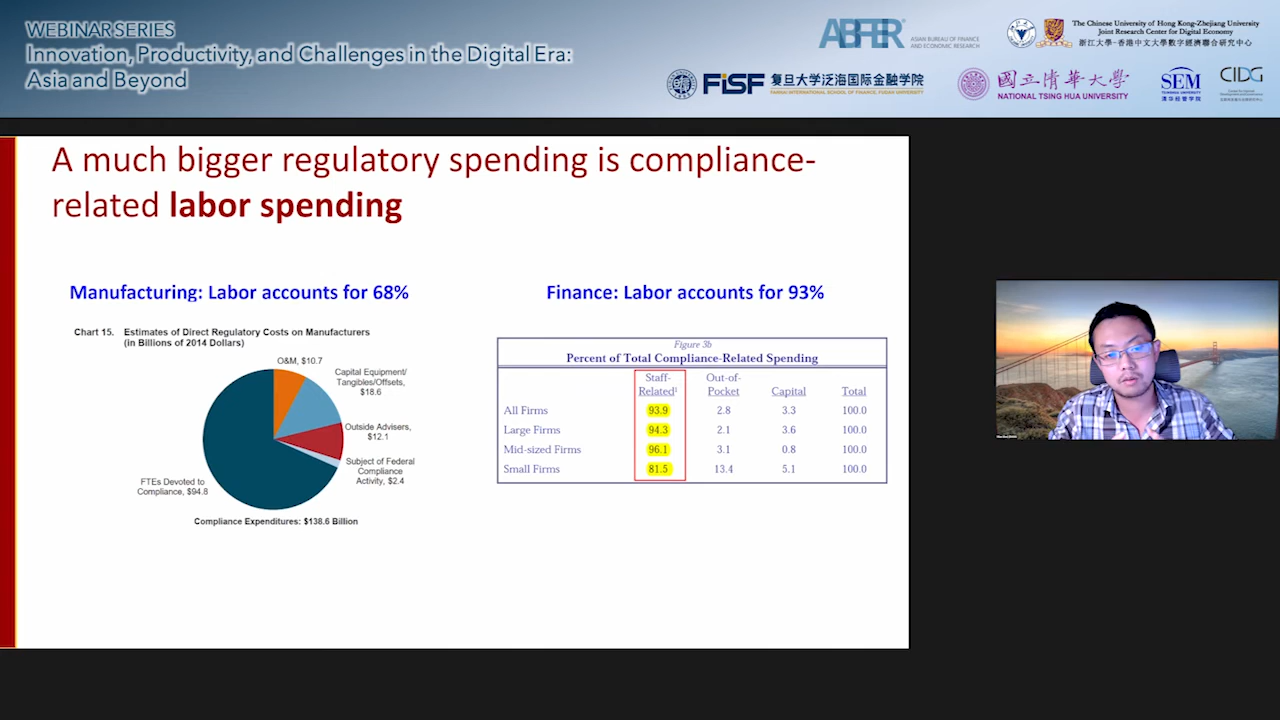 WEBINAR SERIES
Innovation, Productivity, and Challenges in the Digital Era:
Asia and Beyond
ABFER
ASIAN BUREAU OF FINANCE
AND ECONOMIC RESEARCH
The Chinese University of Hong Kong-Zhejiang University
Joint Research Center for Digital Economy
浙江大學-香港中文大學數字經濟聯合研究中心
FISF
复旦大学泛海国际金融学院
FANHAI INTERNATIONAL SCHOOL OF FINANCE, FUDAN UNIVERSITY
國立清華大學
NATIONAL TSING HUA UNIVERSITY
SEM
TSINGHUA UNIVERSITY
清华经管学院
CIDG
A much bigger regulatory spending is compliance-
related labor spending
Manufacturing: Labor accounts for 68%
Chart 15. Estimates of Direct Regulatory Costs on Manufacturers
(in Billions of 2014 Dollars)
O&M, $10.7
Capital Equipment/
Tangibles/Offsets,
$18.6
Outside Advisers,
$12.1
Subject of Federal
Compliance
Activity, $2.4
FTEs Devoted to
Compliance, $94.8
Compliance Expenditures: $138.6 Billion
Finance: Labor accounts for 93%
Figure 3b
Percent of Total Compliance-Related Spending
Staff- Out-of-
Related¹ Pocket Capital Total
All Firms 93.9 2.8 3.3 100.0
Large Firms 94.3 2.1 3.6 100.0
Mid-sized Firms 96.1 3.1 0.8 100.0
Small Firms 81.5 13.4 5.1 100.0